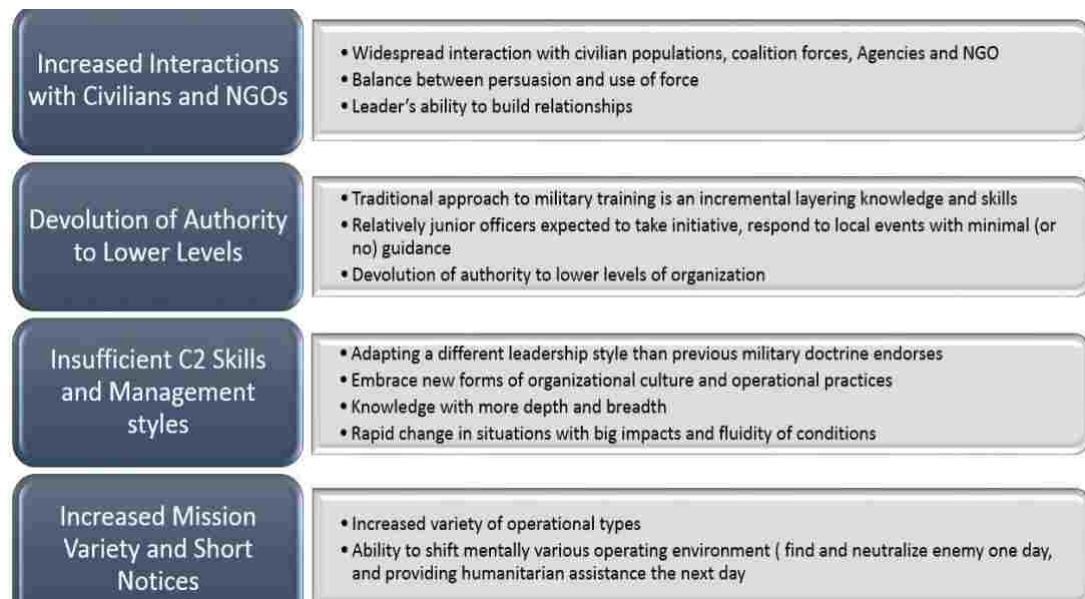 Increased Interactions
with Civilians and NGOs
• Widespread interaction with civilian populations, coalition forces, Agencies and NGO
• Balance between persuasion and use of force
• Leader's ability to build relationships
Devolution of Authority
to Lower Levels
• Traditional approach to military training is an incremental layering knowledge and skills
• Relatively junior officers expected to take initiative, respond to local events with minimal (or
no) guidance
• Devolution of authority to lower levels of organization
Insufficient C2 Skills
and Management
styles
• Adapting a different leadership style than previous military doctrine endorses
• Embrace new forms of organizational culture and operational practices
• Knowledge with more depth and breadth
• Rapid change in situations with big impacts and fluidity of conditions
Increased Mission
Variety and Short
Notices
• Increased variety of operational types
• Ability to shift mentally various operating environment ( find and neutralize enemy one day,
and providing humanitarian assistance the next day